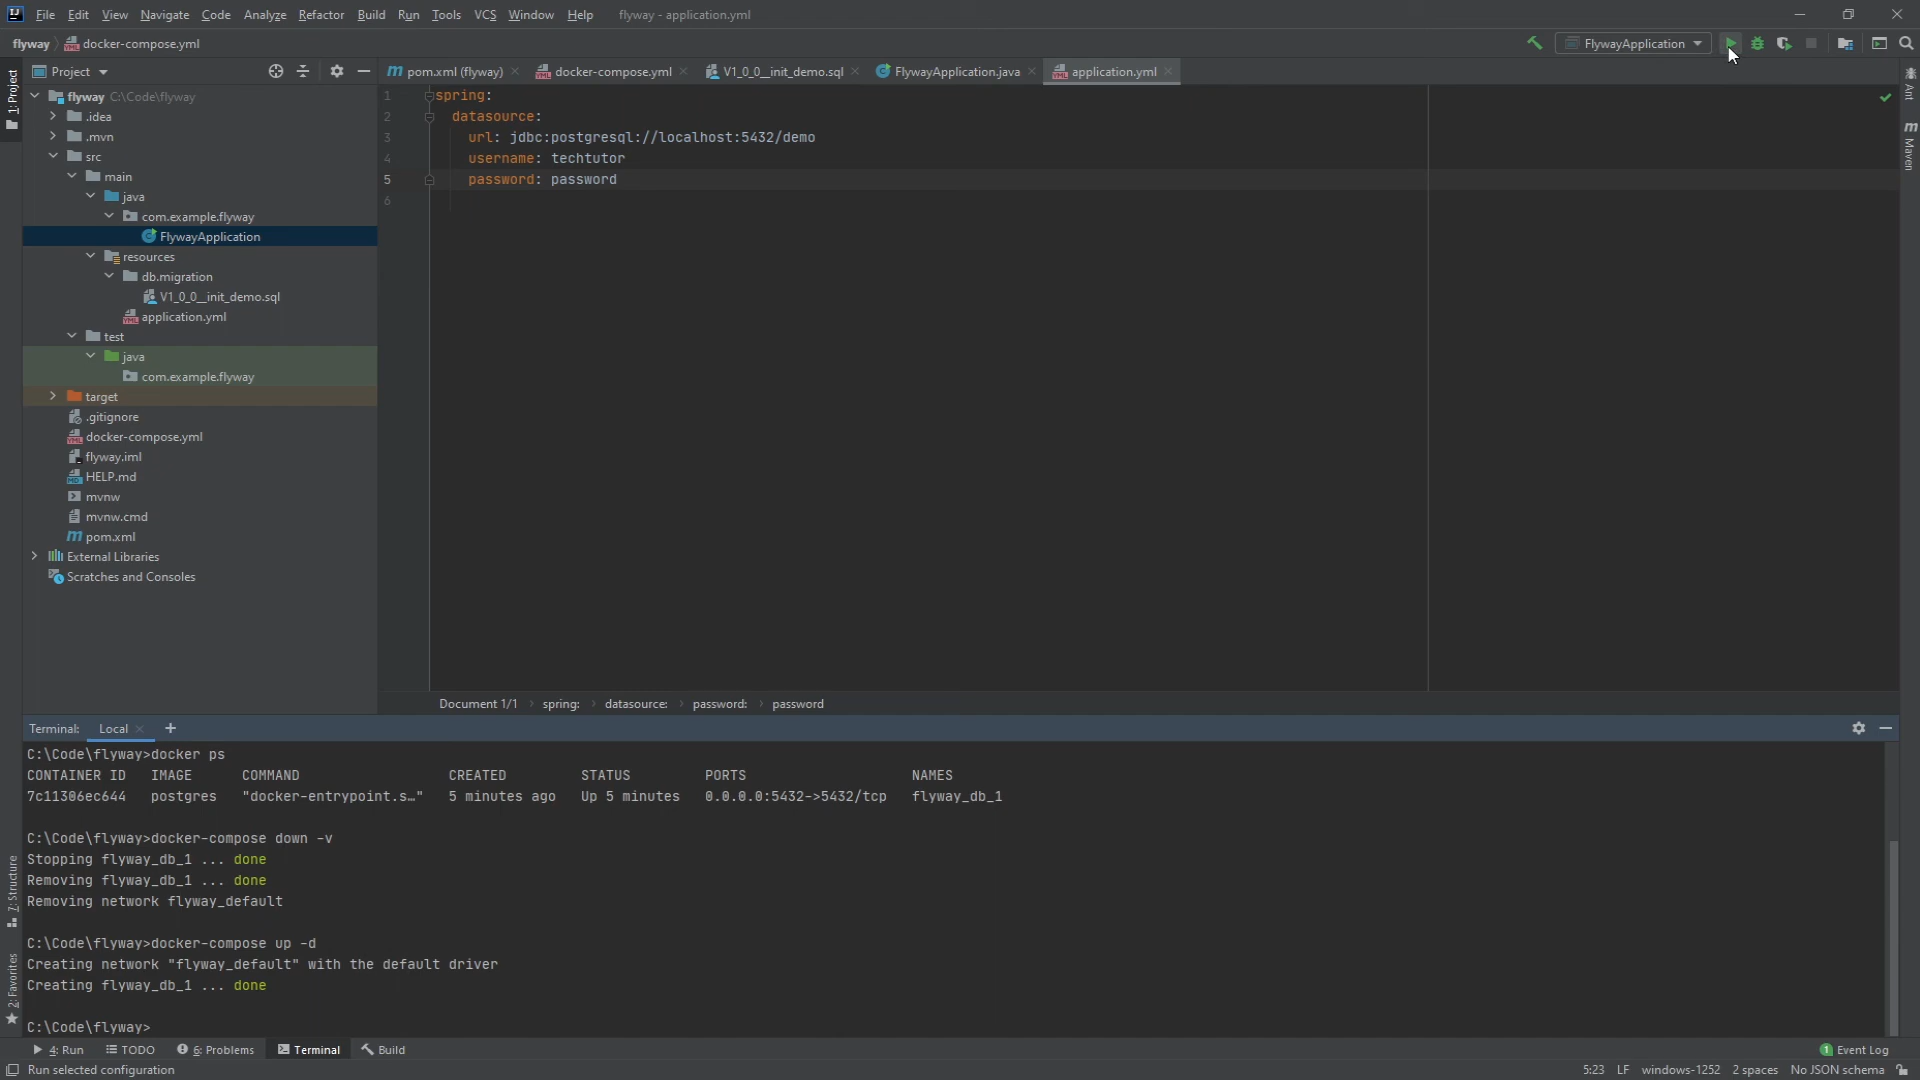 File Edit View Navigate Code Analyze Refactor Build Run Tools VCS Window Help flyway - application.yml
flyway docker-compose.yml FlywayApplication
Project
pom.xml (flyway) docker-compose.yml V1_0_0__init_demo.sql FlywayApplication.java application.yml
1: Project
flyway C:\Code\flyway
.idea
.mvn
src
main
java
com.example.flyway
FlywayApplication
resources
db.migration
V1_0_0__init_demo.sql
application.yml
test
java
com.example.flyway
target
.gitignore
docker-compose.yml
flyway.iml
HELP.md
mvnw
mvnw.cmd
pom.xml
External Libraries
Scratches and Consoles
1 spring:
2 datasource:
3 url: jdbc:postgresql://localhost:5432/demo
4 username: techtutor
5 password: password
6
Ant
Maven
Document 1/1 spring: datasource: password: password
Terminal: Local
C:\Code\flyway>docker ps
CONTAINER ID IMAGE COMMAND CREATED STATUS PORTS NAMES
7c11306ec644 postgres "docker-entrypoint.s…" 5 minutes ago Up 5 minutes 0.0.0.0:5432->5432/tcp flyway_db_1
C:\Code\flyway>docker-compose down -v
Stopping flyway_db_1 ... done
Removing flyway_db_1 ... done
Removing network flyway_default
C:\Code\flyway>docker-compose up -d
Creating network "flyway_default" with the default driver
Creating flyway_db_1 ... done
C:\Code\flyway>
7: Structure
2: Favorites
4: Run TODO 6: Problems Terminal Build 1 Event Log
Run selected configuration 5:23 LF windows-1252 2 spaces No JSON schema